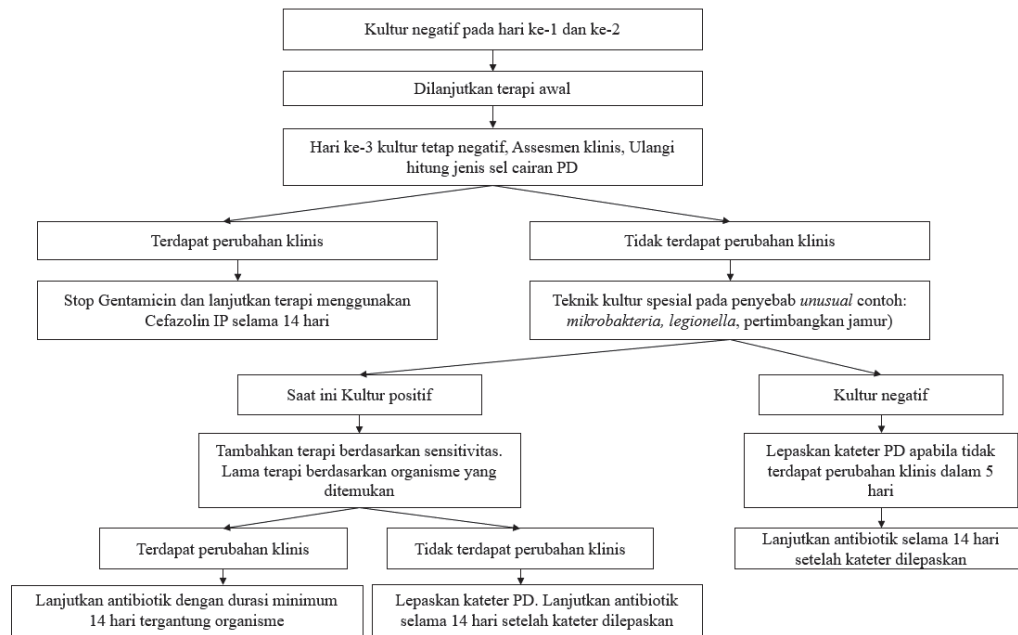 Kultur negatif pada hari ke-1 dan ke-2
Dilanjutkan terapi awal
Hari ke-3 kultur tetap negatif, Assesmen klinis, Ulangi
hitung jenis sel cairan PD
Terdapat perubahan klinis
Tidak terdapat perubahan klinis
Stop Gentamicin dan lanjutkan terapi menggunakan
Cefazolin IP selama 14 hari
Teknik kultur spesial pada penyebab unusual contoh:
mikrobakteria, legionella, pertimbangkan jamur)
Saat ini Kultur positif
Kultur negatif
Tambahkan terapi berdasarkan sensitivitas.
Lama terapi berdasarkan organisme yang
ditemukan
Lepaskan kateter PD apabila tidak
terdapat perubahan klinis dalam 5
hari
Terdapat perubahan klinis
Tidak terdapat perubahan klinis
Lanjutkan antibiotik selama 14 hari
setelah kateter dilepaskan
Lanjutkan antibiotik dengan durasi minimum
14 hari tergantung organisme
Lepaskan kateter PD. Lanjutkan antibiotik
selama 14 hari setelah kateter dilepaskan